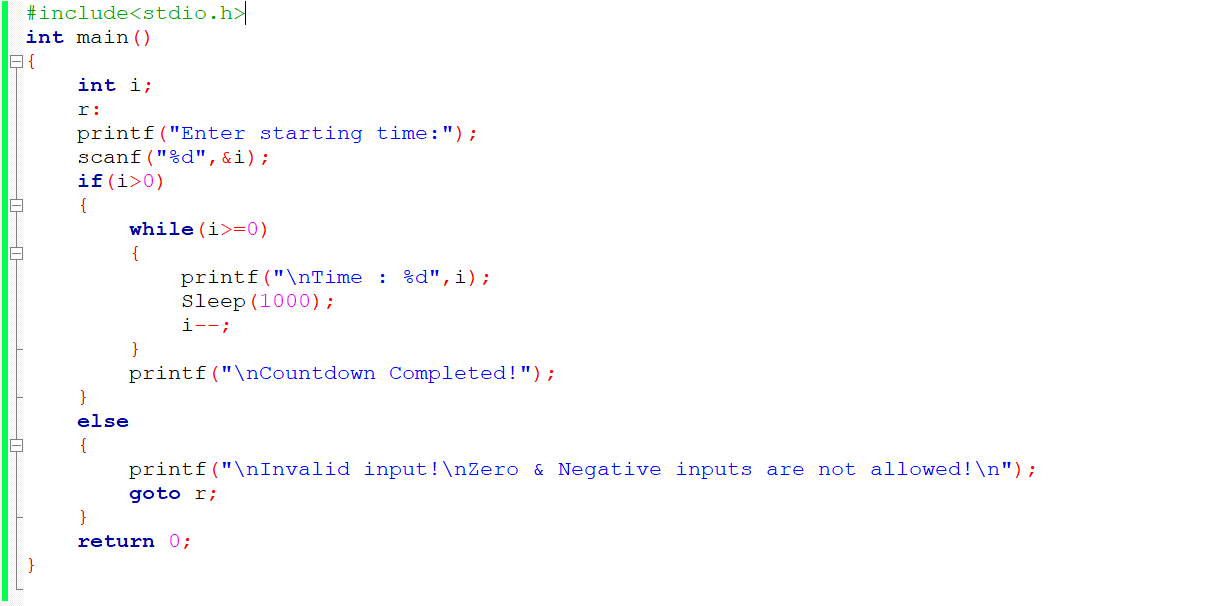 #include<stdio.h>
int main()
{
    int i;
    r:
    printf("Enter starting time:");
    scanf("%d",&i);
    if(i>0)
    {
        while(i>=0)
        {
            printf("\nTime : %d",i);
            Sleep(1000);
            i--;
        }
        printf("\nCountdown Completed!");
    }
    else
    {
        printf("\nInvalid input!\nZero & Negative inputs are not allowed!\n");
        goto r;
    }
    return 0;
}